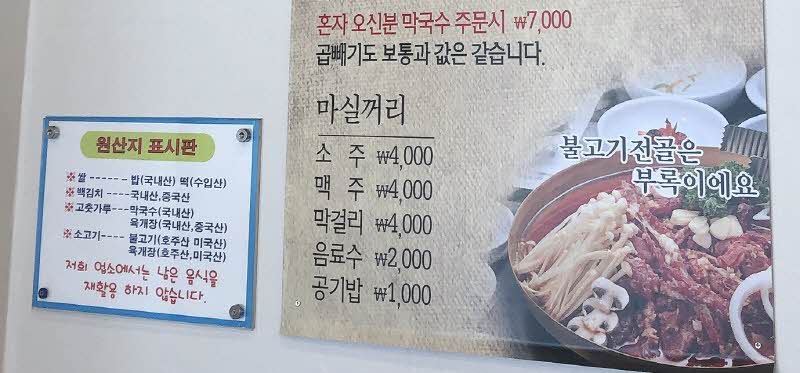 원산지 표시판
※쌀 ------ 밥(국내산) 떡(수입산)
※백김치 ---- 국내산,중국산
※고춧가루--- 막국수(국내산)
육개장(국내산,중국산)
※소고기---- 불고기(호주산 미국산)
육개장(호주산,미국산)
저희 업소에서는 남은 음식을
재활용 하지 않습니다.
혼자 오신분 막국수 주문시 ₩7,000
곱빼기도 보통과 값은 같습니다.
마실꺼리
소 주 ₩4,000
맥 주 ₩4,000
막걸리 ₩4,000
음료수 ₩2,000
공기밥 ₩1,000
불고기전골은
부록이에요